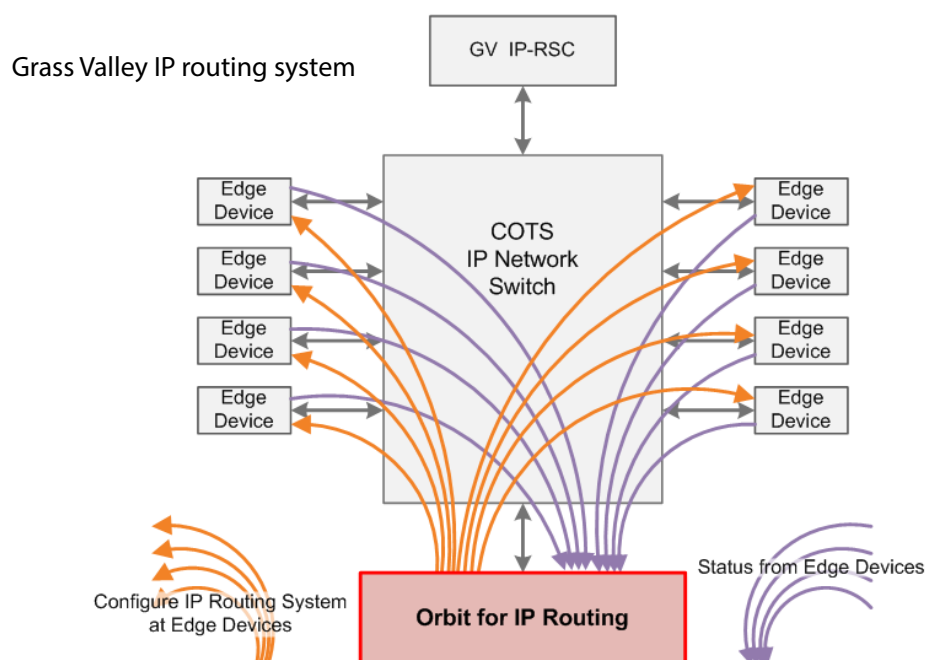 GV IP-RSC
Grass Valley IP routing system
Edge
Device
Edge
Device
COTS
IP Network
Switch
Edge
Device
Edge
Device
Edge
Device
Edge
Device
Edge
Device
Edge
Device
Status from Edge Devices
Configure IP Routing System
at Edge Devices
Orbit for IP Routing